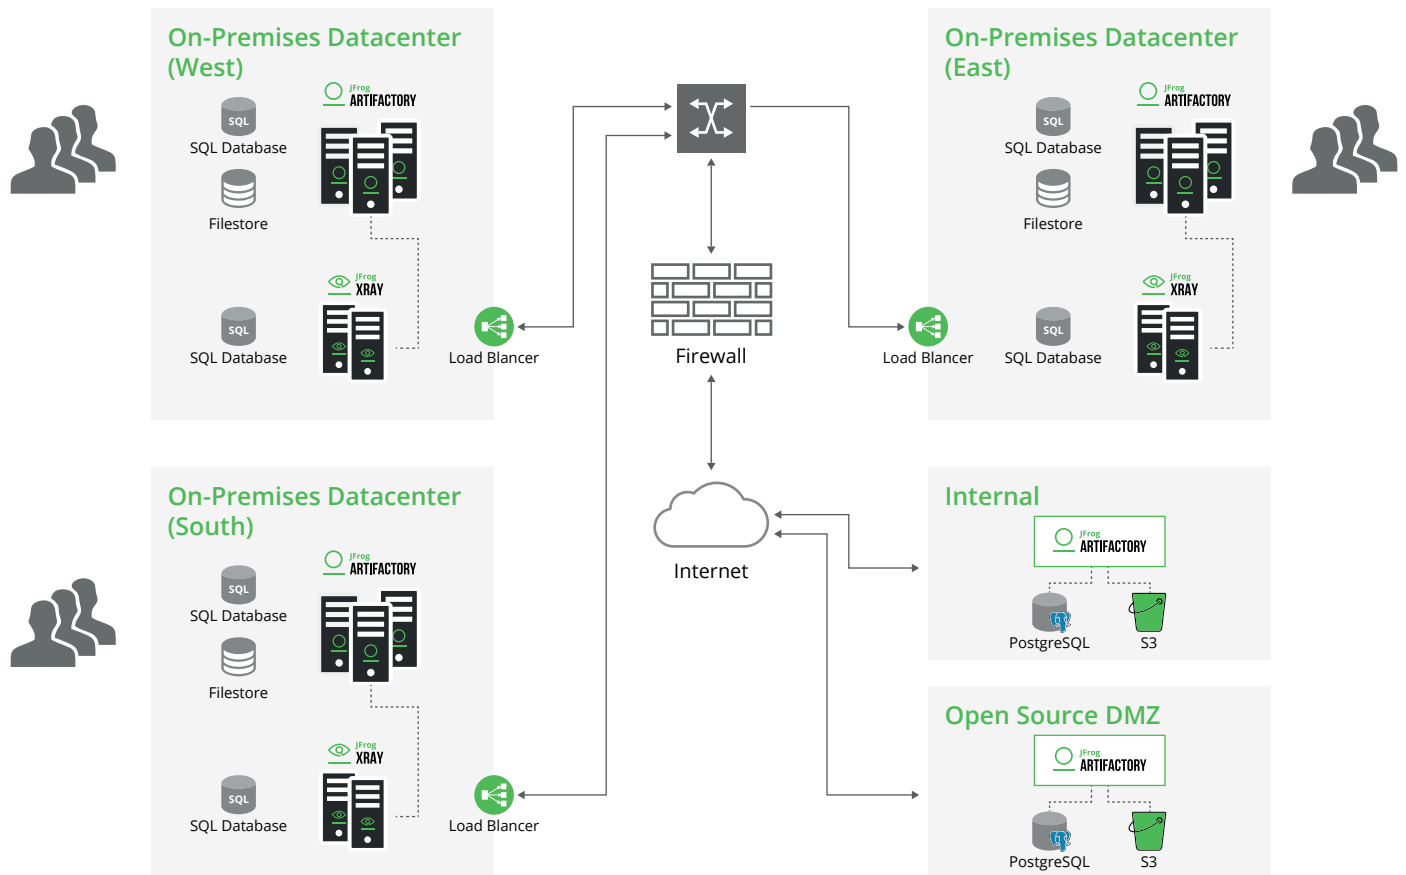 On-Premises Datacenter
(West)
JFrog
ARTIFACTORY
SQL
SQL Database
Filestore
JFrog
XRAY
SQL
SQL Database
Load Blancer
Firewall
Internet
On-Premises Datacenter
(East)
JFrog
ARTIFACTORY
SQL
SQL Database
Filestore
JFrog
XRAY
SQL
SQL Database
Load Blancer
On-Premises Datacenter
(South)
JFrog
ARTIFACTORY
SQL
SQL Database
Filestore
JFrog
XRAY
SQL
SQL Database
Load Blancer
Internal
JFrog
ARTIFACTORY
PostgreSQL
S3
Open Source DMZ
JFrog
ARTIFACTORY
PostgreSQL
S3